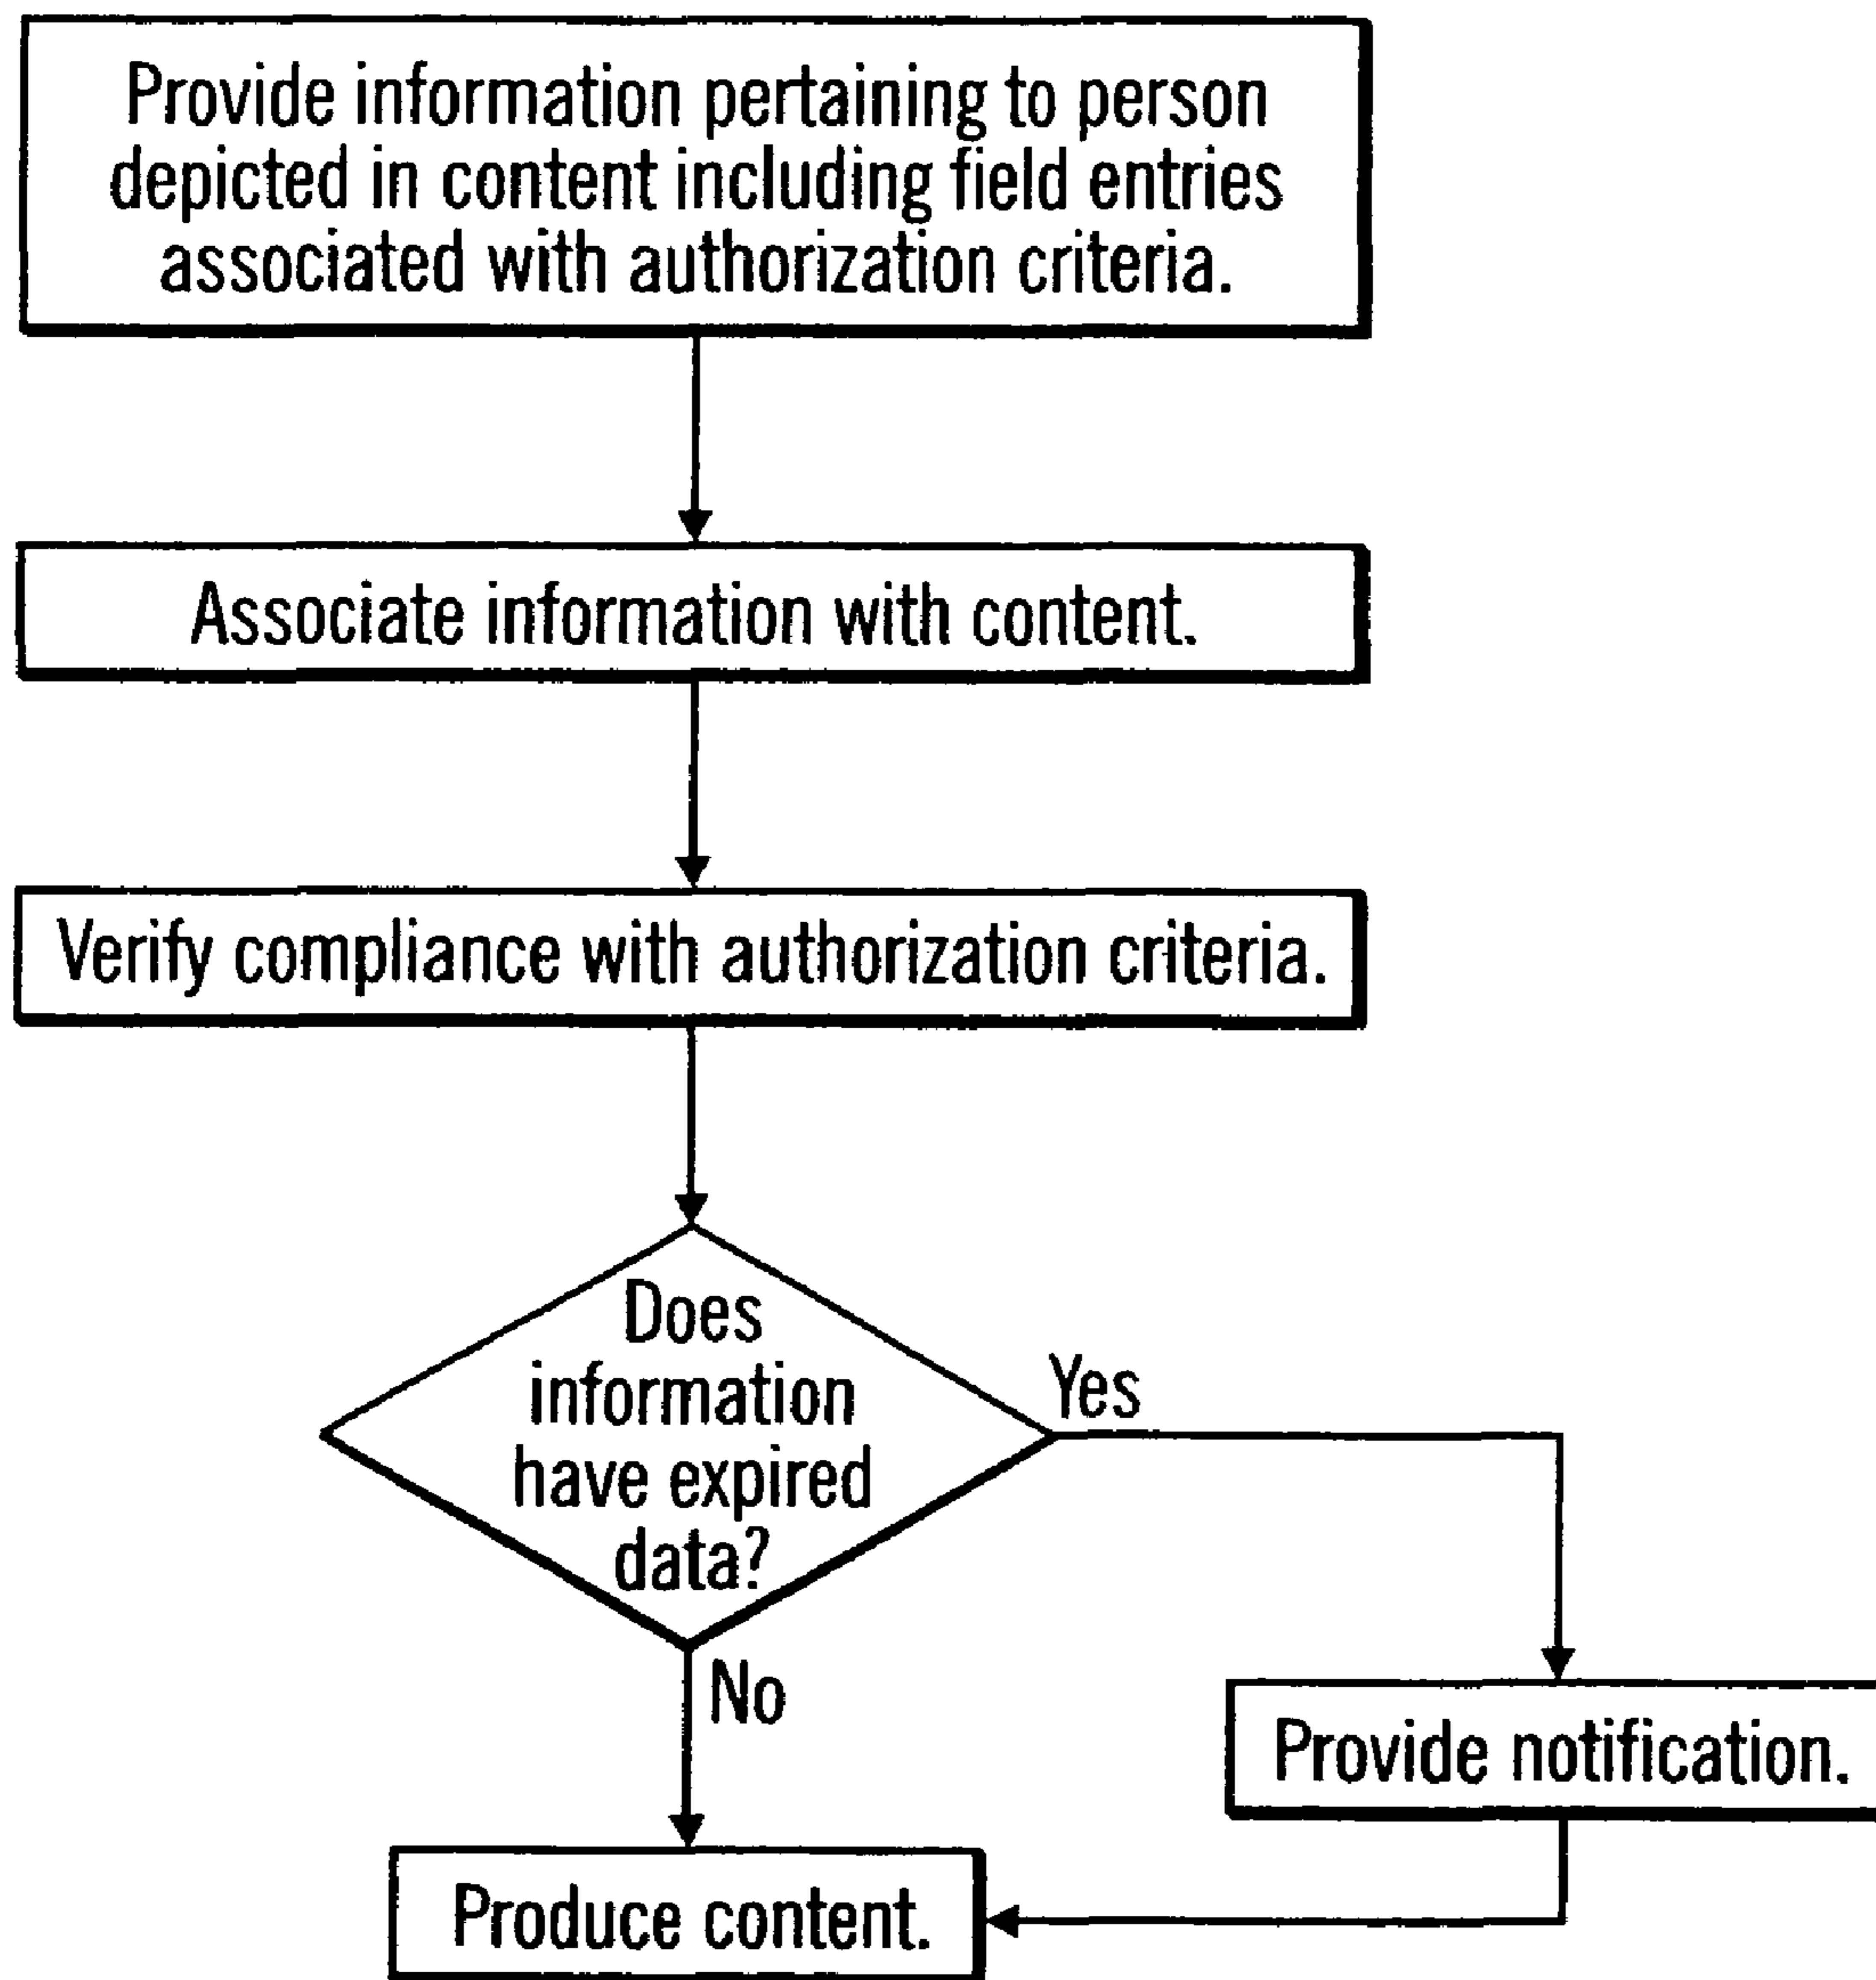 Provide information pertaining to person
depicted in content including field entries
associated with authorization criteria.
Associate information with content.
Verify compliance with authorization criteria.
Does
information
have expired
data?
Yes
No
Provide notification.
Produce content.